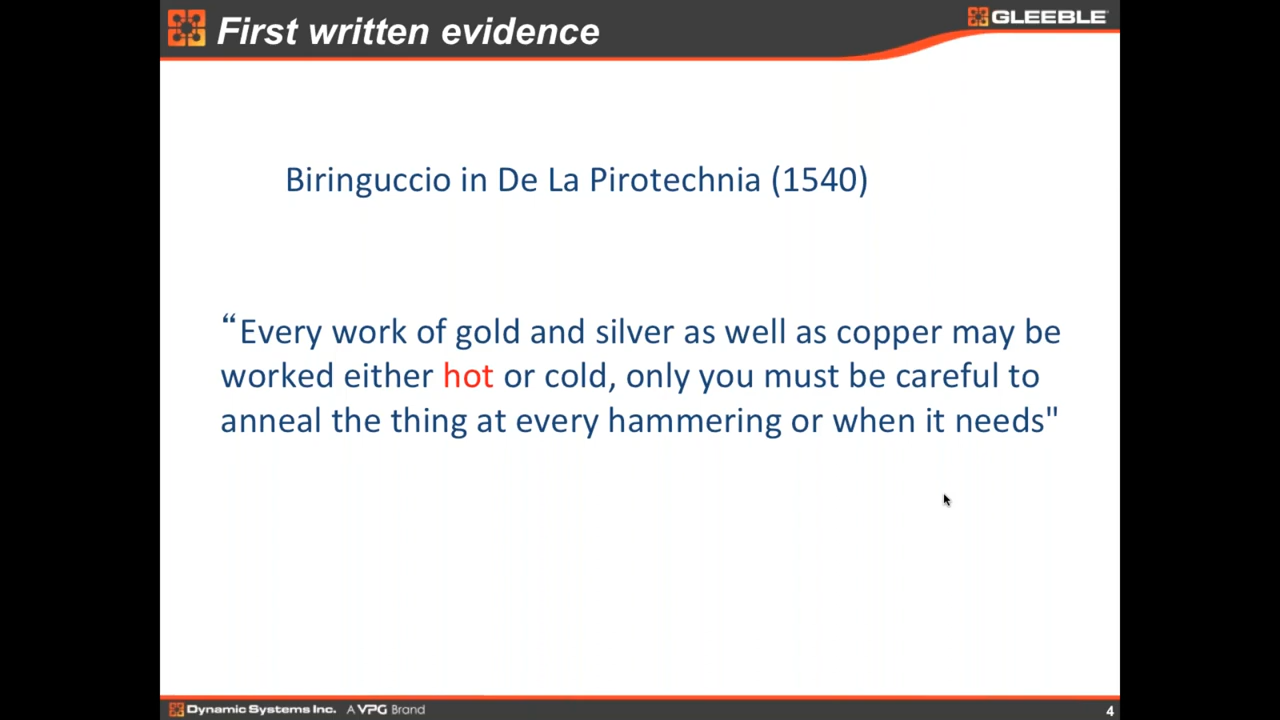 First written evidence
GLEEBLE®
Biringuccio in De La Pirotechnia (1540)
“Every work of gold and silver as well as copper may be
worked either hot or cold, only you must be careful to
anneal the thing at every hammering or when it needs"
Dynamic Systems Inc. A VPG Brand
4